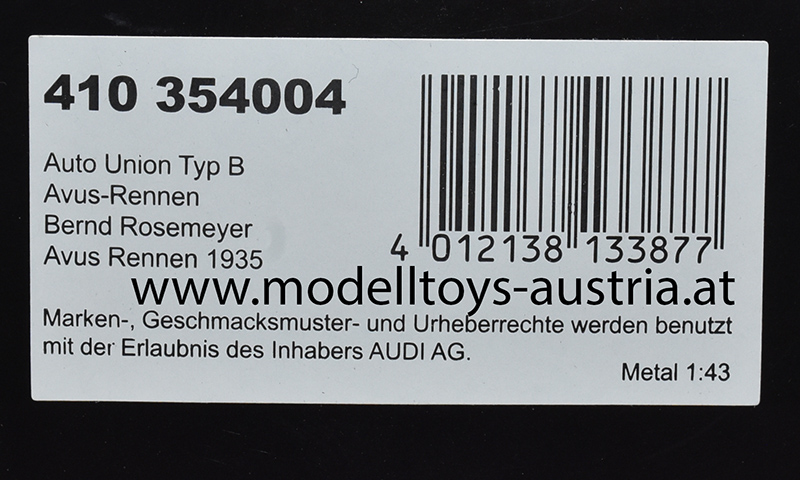 410 354004
Auto Union Typ B
Avus-Rennen
Bernd Rosemeyer
Avus Rennen 1935
4 012138 133877
www.modelltoys-austria.at
Marken-, Geschmacksmuster- und Urheberrechte werden benutzt
mit der Erlaubnis des Inhabers AUDI AG.
Metal 1:43